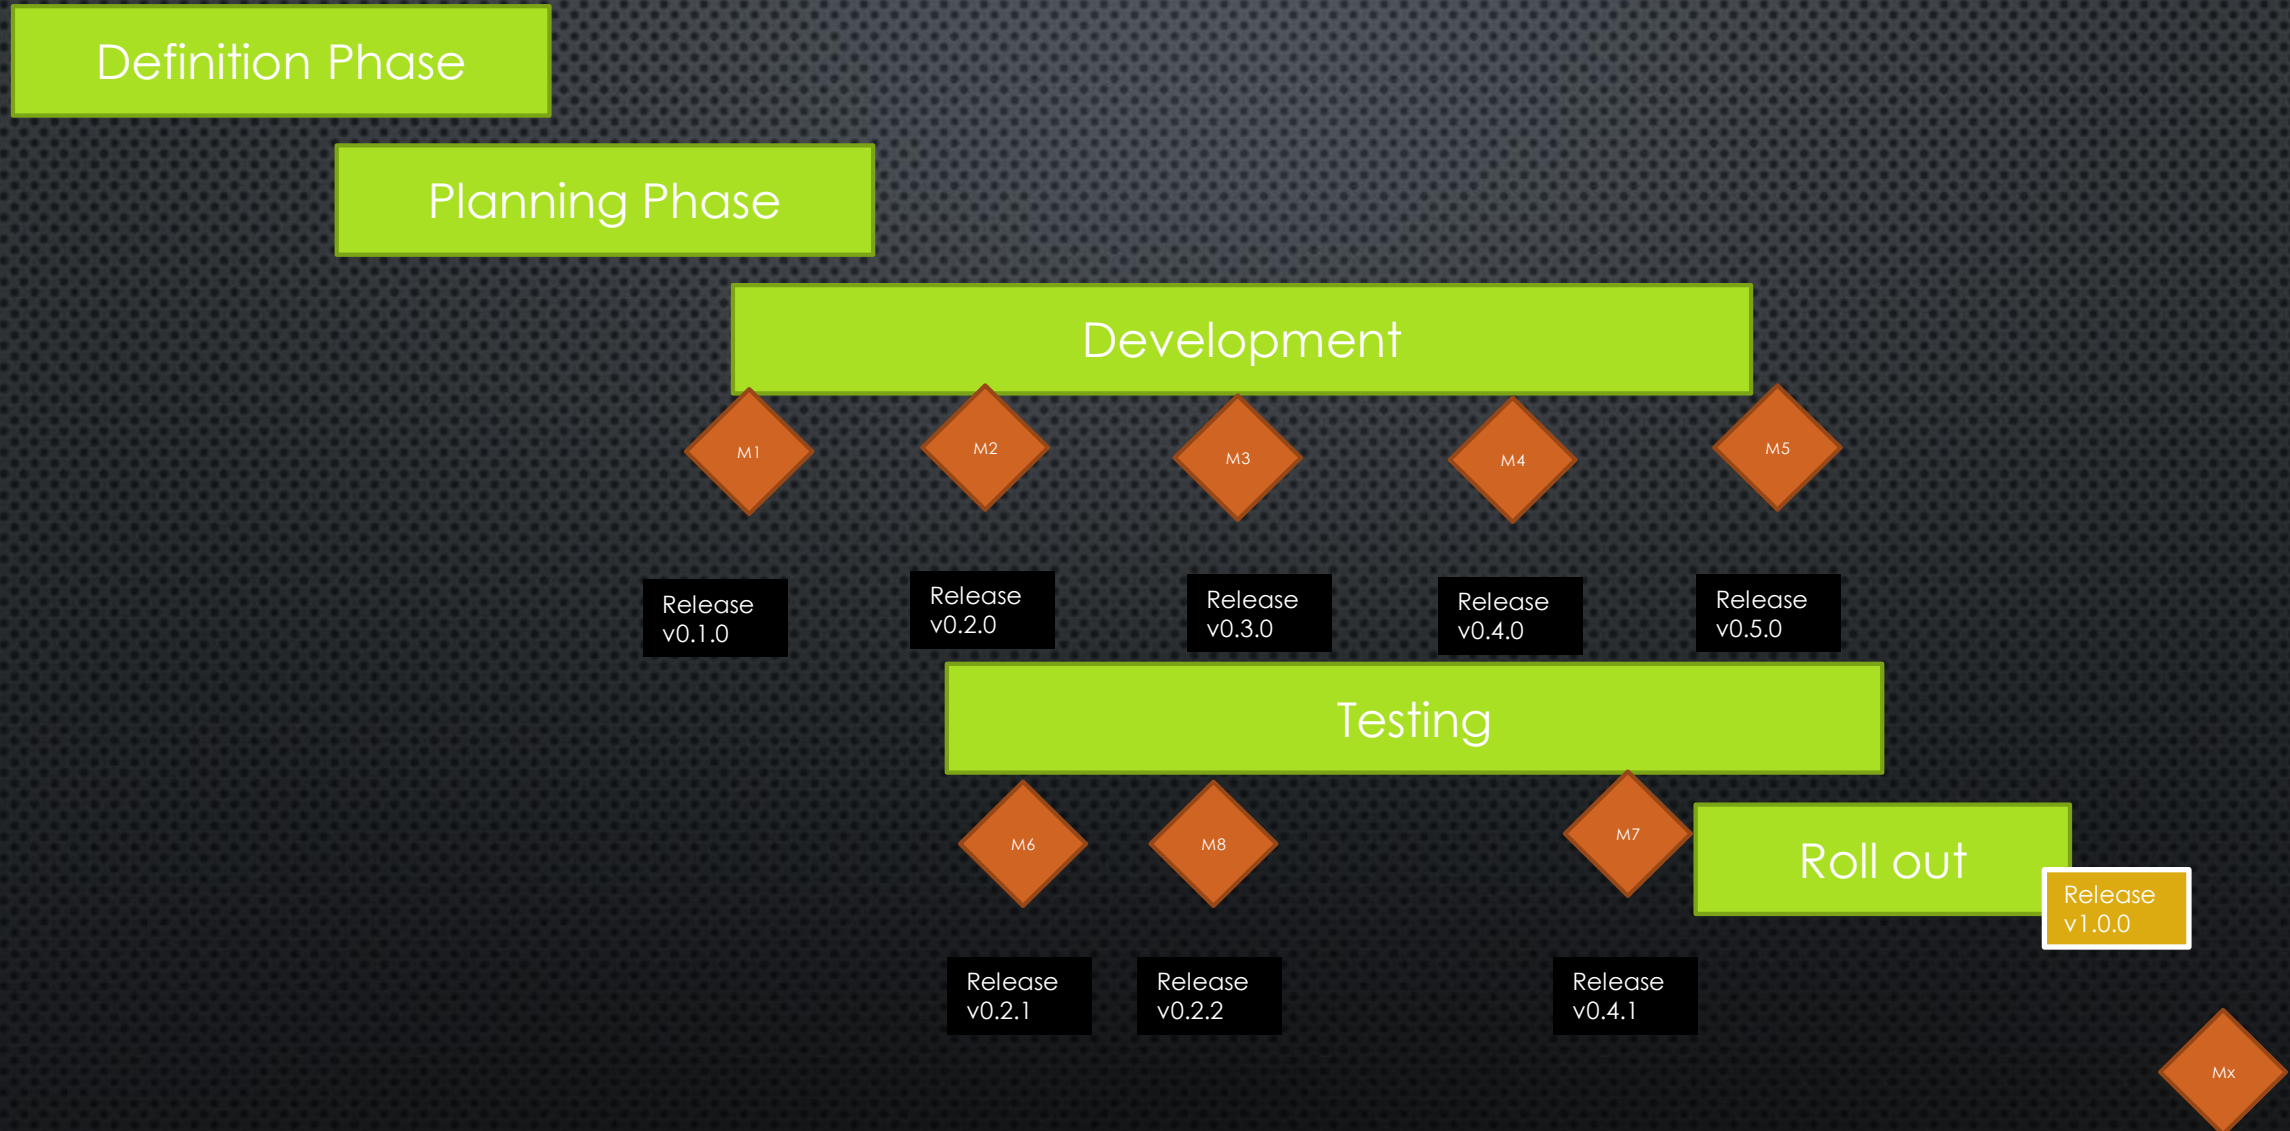 Definition Phase
Planning Phase
Development
M1
M2
M3
M4
M5
Release
v0.1.0
Release
v0.2.0
Release
v0.3.0
Release
v0.4.0
Release
v0.5.0
Testing
M6
M8
M7
Roll out
Release
v1.0.0
Release
v0.2.1
Release
v0.2.2
Release
v0.4.1
Mx